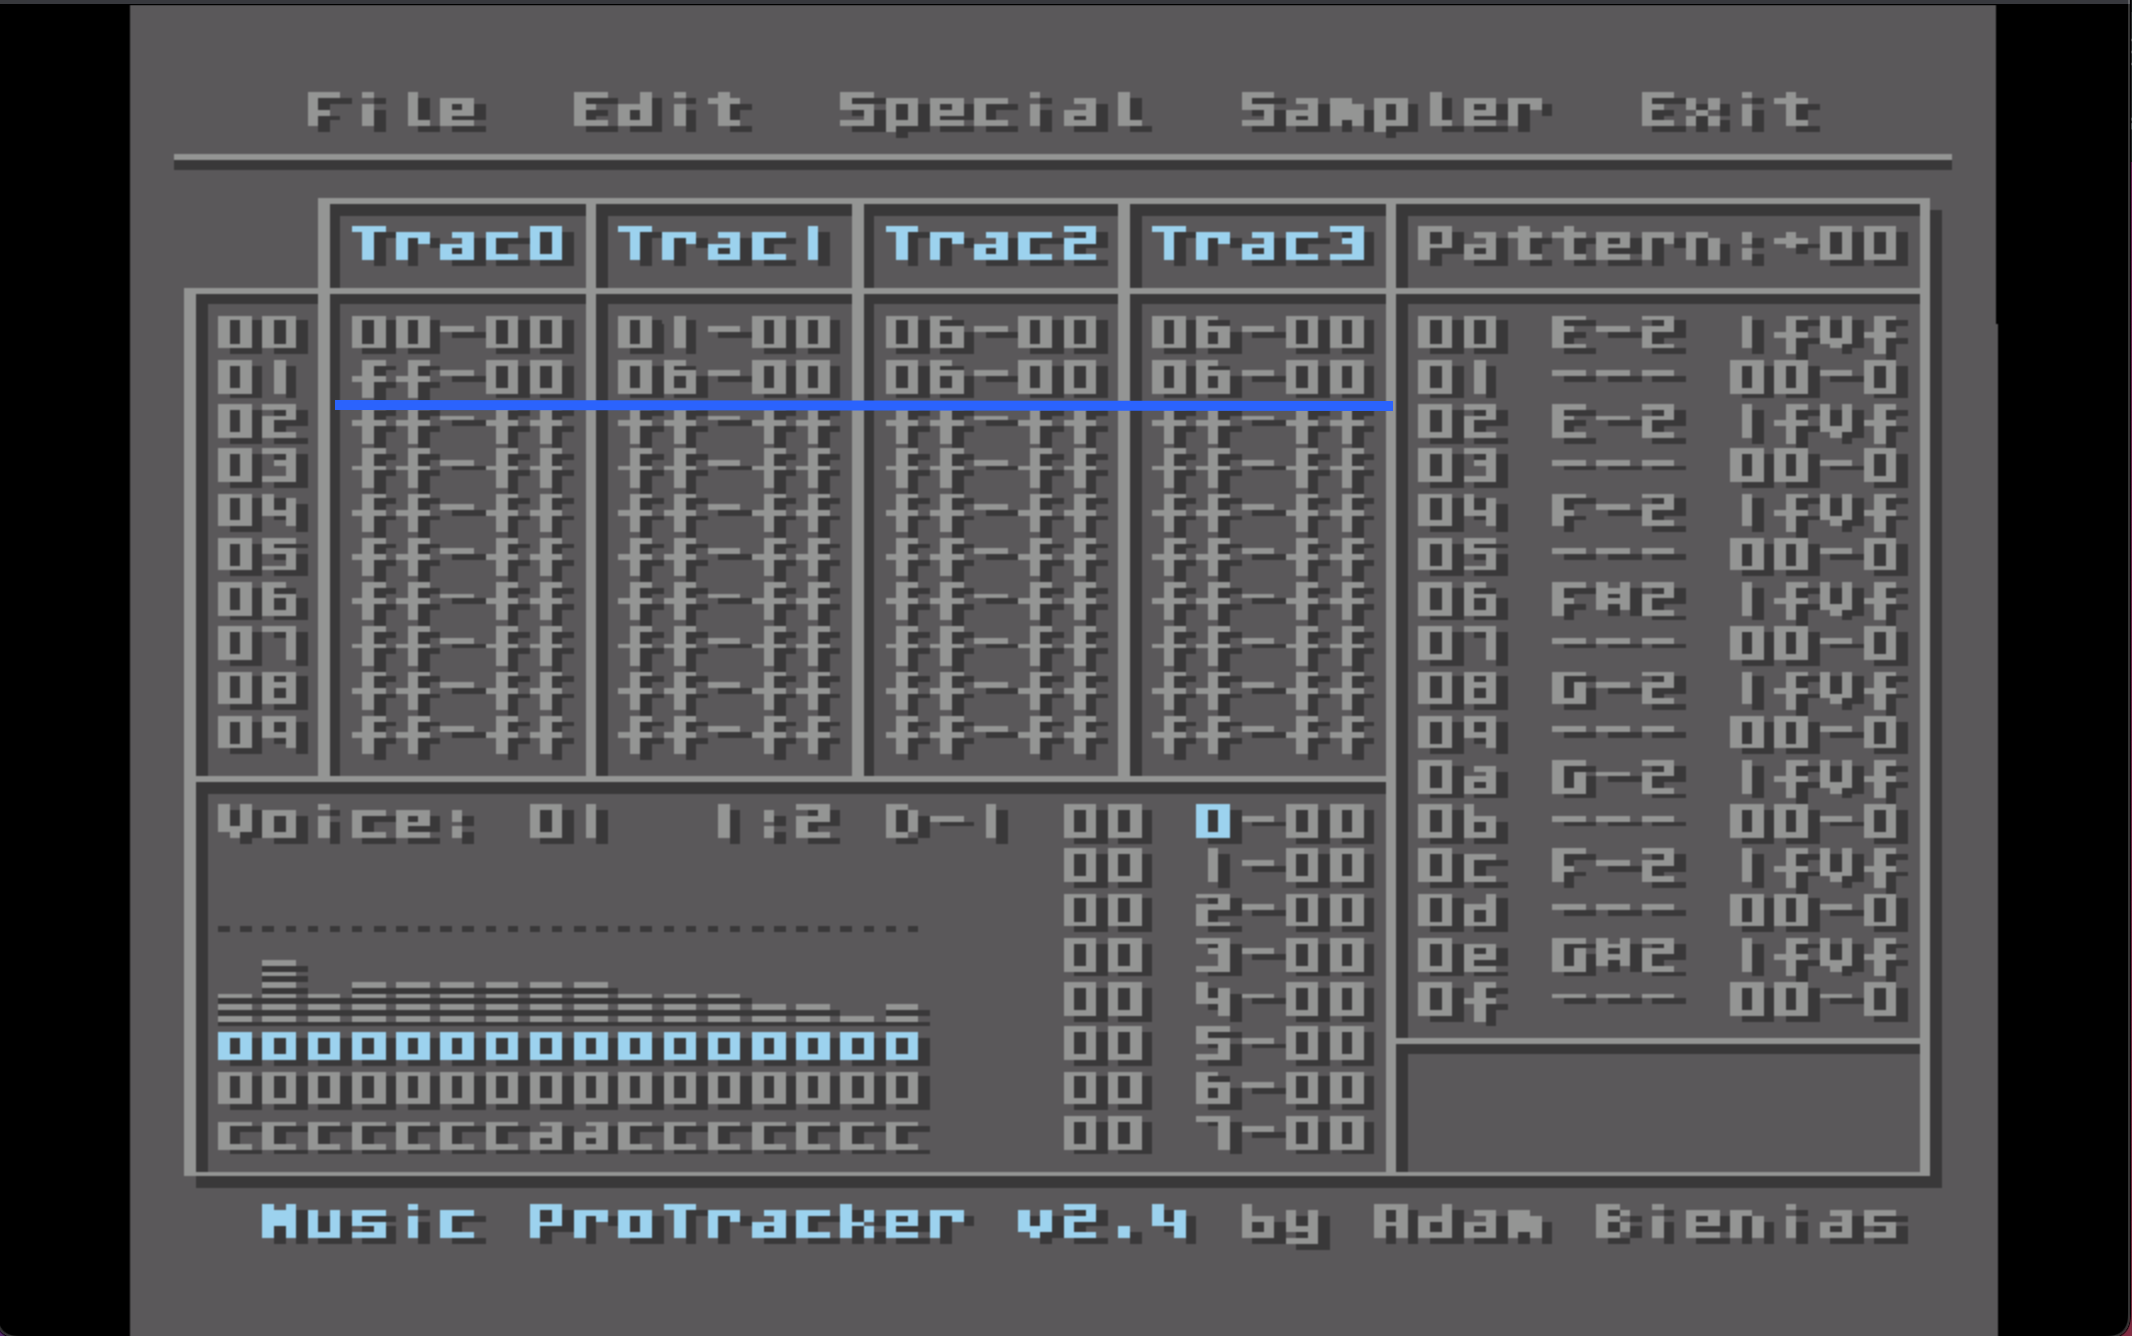 File Edit Special Sampler Exit
Trac0 Trac1 Trac2 Trac3 Pattern:+00
00 00-00 01-00 06-00 06-00 00 E-2 1fVf
01 ff-00 06-00 06-00 06-00 01 --- 00-0
02 ff-ff ff-ff ff-ff ff-ff 02 E-2 1fVf
03 ff-ff ff-ff ff-ff ff-ff 03 --- 00-0
04 ff-ff ff-ff ff-ff ff-ff 04 F-2 1fVf
05 ff-ff ff-ff ff-ff ff-ff 05 --- 00-0
06 ff-ff ff-ff ff-ff ff-ff 06 F#2 1fVf
07 ff-ff ff-ff ff-ff ff-ff 07 --- 00-0
08 ff-ff ff-ff ff-ff ff-ff 08 G-2 1fVf
09 ff-ff ff-ff ff-ff ff-ff 09 --- 00-0
0a G-2 1fVf
Voice: 01 1:2 D-1 00 0-00 0b --- 00-0
00 1-00 0c F-2 1fVf
00 2-00 0d --- 00-0
00 3-00 0e G#2 1fVf
00 4-00 0f --- 00-0
0000000000000000 00 5-00
0000000000000000 00 6-00
cccccccaaccccccc 00 7-00
Music ProTracker v2.4 by Adam Bienias